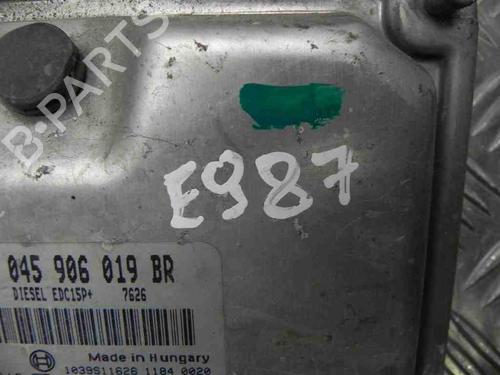 B-PARTS
E987
045 906 019 BR
DIESEL EDC15P+ 7626
Made in Hungary
1039S11626 1184 0020